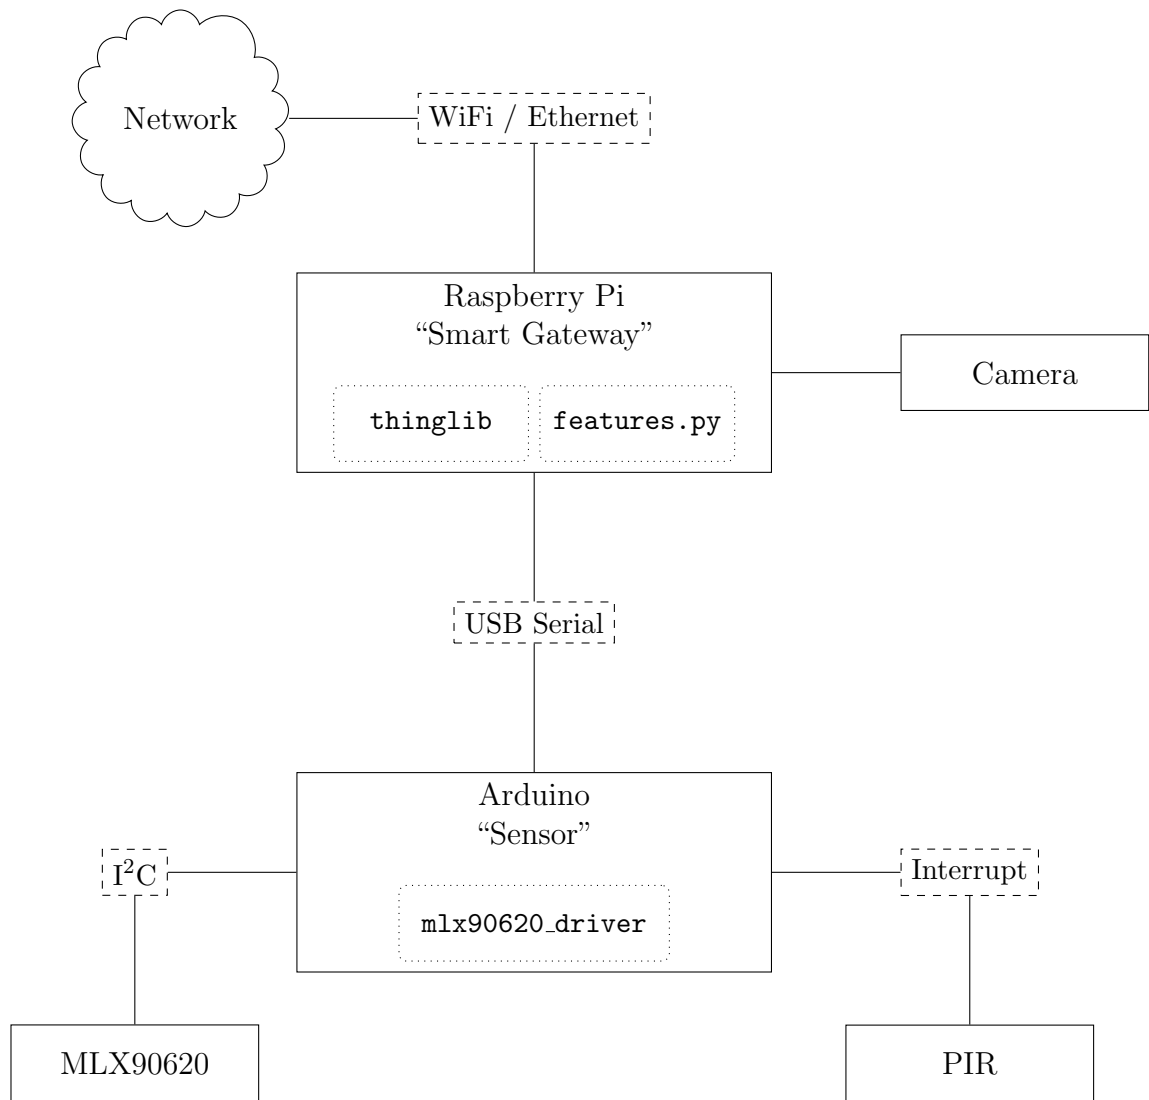 Network
WiFi / Ethernet
Raspberry Pi
“Smart Gateway”
Camera
thinglib
features.py
USB Serial
Arduino
“Sensor”
I²C
Interrupt
mlx90620_driver
MLX90620
PIR